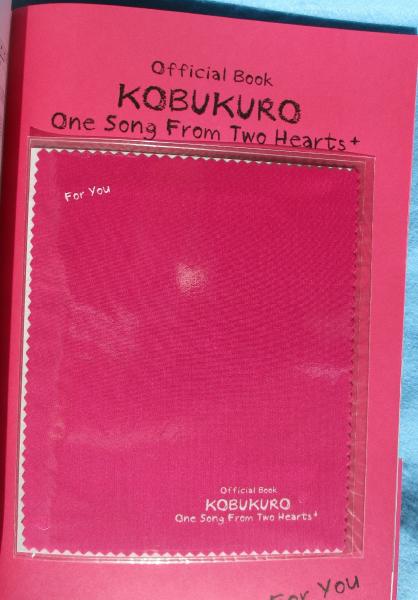 Official Book
KOBUKURO
One Song From Two Hearts+
For You
Official Book
KOBUKURO
One Song From Two Hearts+
For You